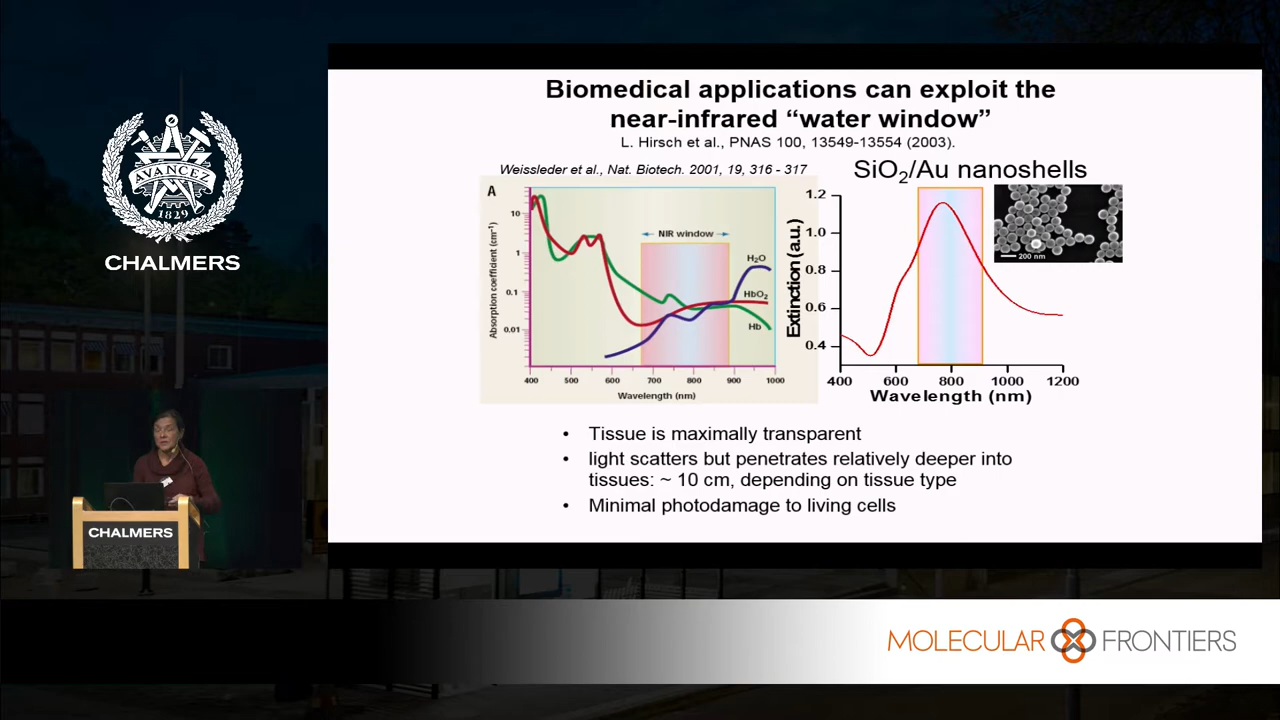 AVANCEZ
1829
CHALMERS
CHALMERS
Biomedical applications can exploit the
near-infrared “water window”
L. Hirsch et al., PNAS 100, 13549-13554 (2003).
Weissleder et al., Nat. Biotech. 2001, 19, 316 - 317
A
Absorption coefficient (cm⁻¹)
10
1
0.1
0.01
NIR window
H₂O
HbO₂
Hb
400 500 600 700 800 900 1000
Wavelength (nm)
SiO₂/Au nanoshells
Extinction (a.u.)
1.2
1.0
0.8
0.6
0.4
200 nm
400 600 800 1000 1200
Wavelength (nm)
• Tissue is maximally transparent
• light scatters but penetrates relatively deeper into
tissues: ~ 10 cm, depending on tissue type
• Minimal photodamage to living cells
MOLECULAR FRONTIERS